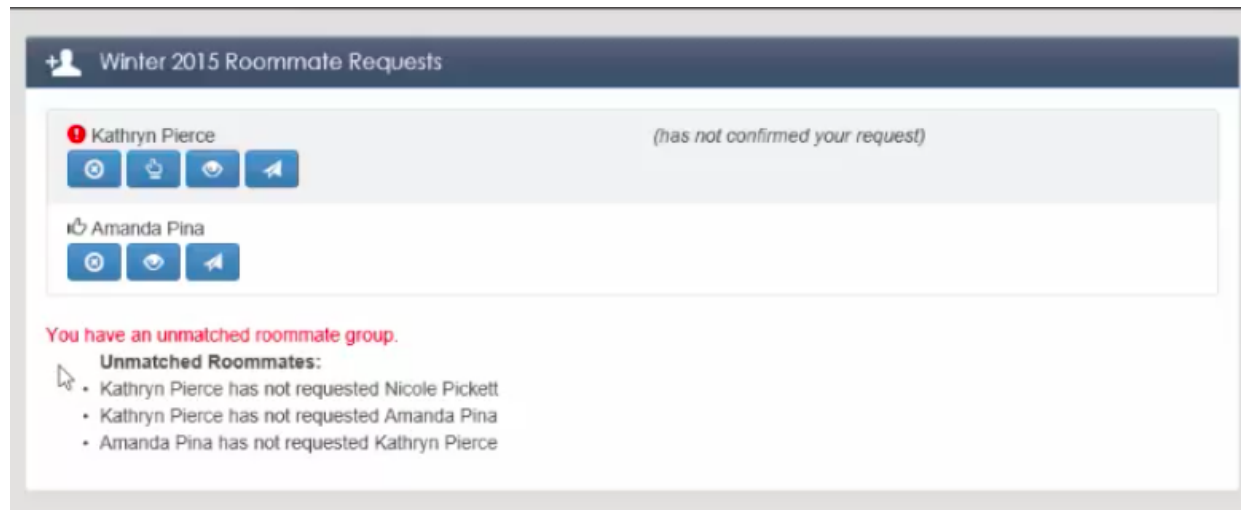 Winter 2015 Roommate Requests
Kathryn Pierce (has not confirmed your request)
Amanda Pina
You have an unmatched roommate group.
Unmatched Roommates:
• Kathryn Pierce has not requested Nicole Pickett
• Kathryn Pierce has not requested Amanda Pina
• Amanda Pina has not requested Kathryn Pierce